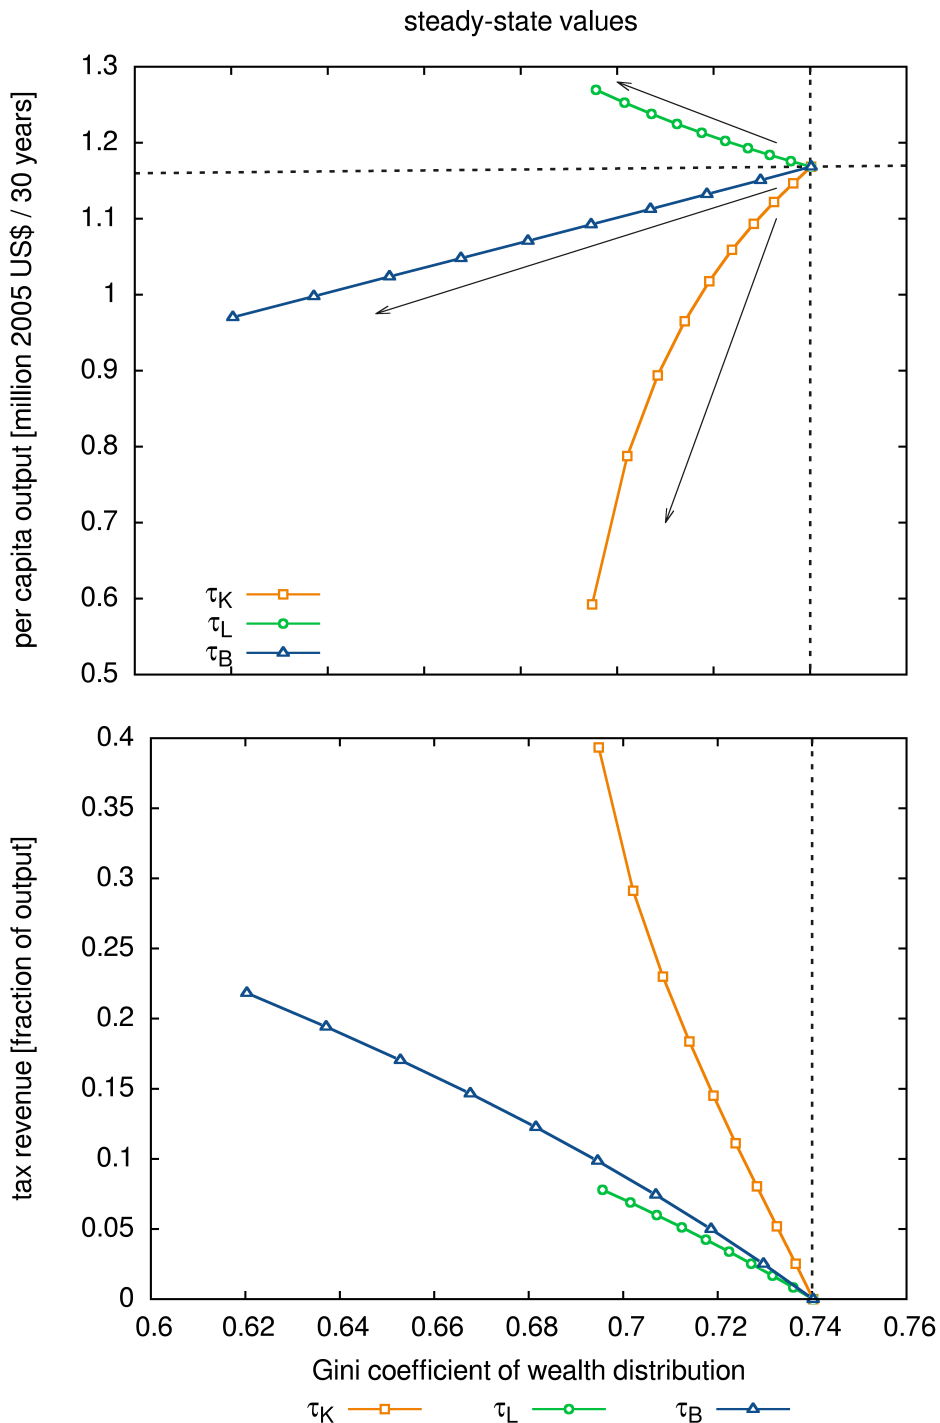 steady-state values
per capita output [million 2005 US$ / 30 years]
1.3
1.2
1.1
1
0.9
0.8
0.7
0.6
0.5
τK
τL
τB
tax revenue [fraction of output]
0.4
0.35
0.3
0.25
0.2
0.15
0.1
0.05
0
0.6 0.62 0.64 0.66 0.68 0.7 0.72 0.74 0.76
Gini coefficient of wealth distribution
τK τL τB